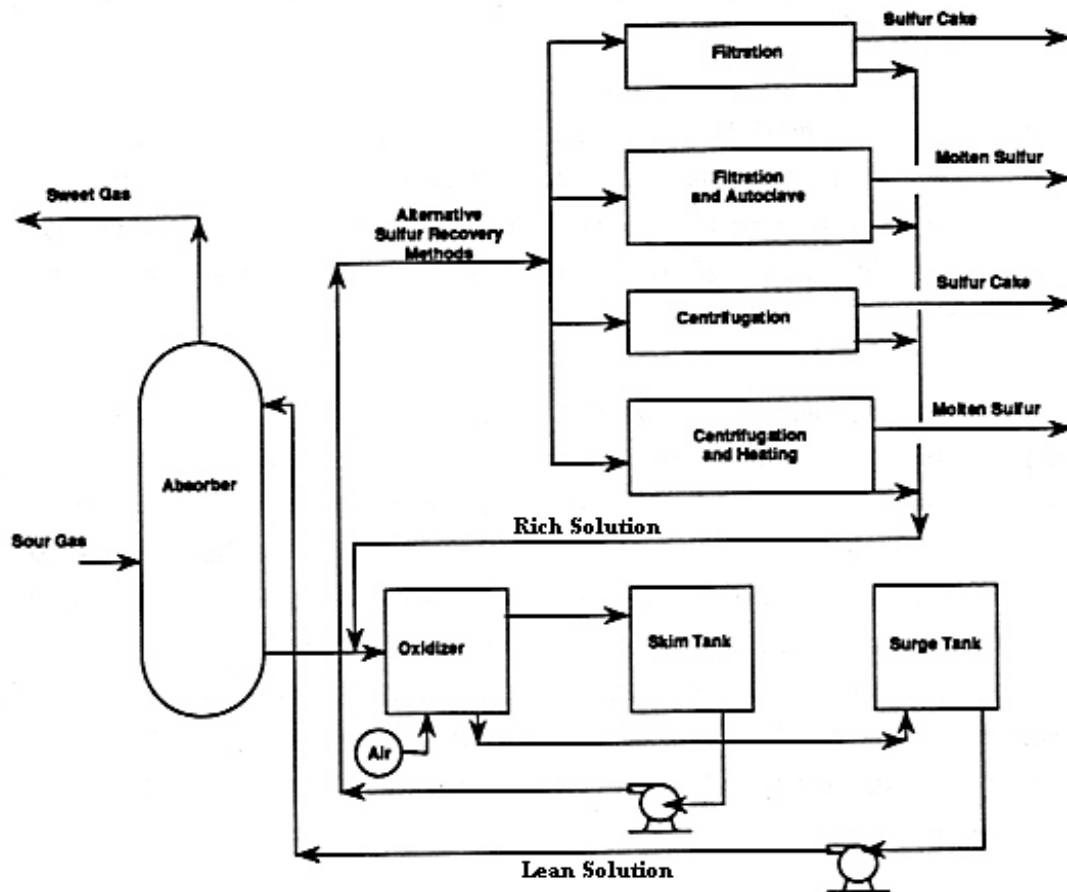 Sulfur Cake
Filtration
Molten Sulfur
Filtration
and Autoclave
Sweet Gas
Alternative
Sulfur Recovery
Methods
Sulfur Cake
Centrifugation
Molten Sulfur
Centrifugation
and Heating
Absorber
Rich Solution
Sour Gas
Oxidizer
Skim Tank
Surge Tank
Air
Lean Solution